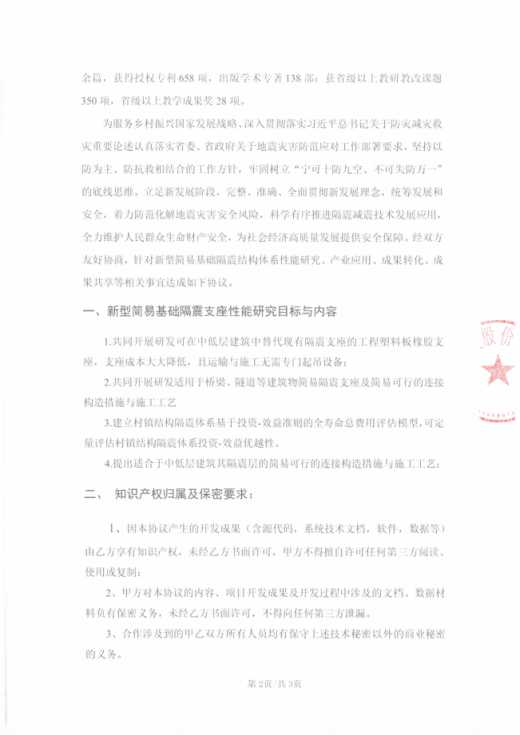 余篇，获得授权专利 658 项，出版学术专著 138 部；获省级以上教研教改课题
350 项，省级以上教学成果奖 28 项。
为服务乡村振兴国家发展战略、深入贯彻落实习近平总书记关于防灾减灾救
灾重要论述认真落实省委、省政府关于地震灾害防范应对工作部署要求、坚持以
防为主、防抗救相结合的工作方针，牢固树立“宁可十防九空、不可失防万一”
的底线思维、立足新发展阶段，完整、准确、全面贯彻新发展理念，统筹发展和
安全，着力防范化解地震灾害安全风险，科学有序推进隔震减震技术发展应用，
全力维护人民群众生命财产安全，为社会经济高质量发展提供安全保障。经双方
友好协商，针对新型简易基础隔震结构体系性能研究、产业应用、成果转化、成
果共享等相关事宜达成如下协议。
一、新型简易基础隔震支座性能研究目标与内容
1.共同开展研发可在中低层建筑中替代现有隔震支座的工程塑料板橡胶支
座，支座成本大大降低，且运输与施工无需专门起吊设备；
2.共同开展研发适用于桥梁、隧道等建筑物简易隔震支座及简易可行的连接
构造措施与施工工艺
3.建立村镇结构隔震体系基于投资-效益准则的全寿命总费用评估模型,可定
量评估村镇结构隔震体系投资-效益优越性。
4.提出适合于中低层建筑其隔震层的简易可行的连接构造措施与施工工艺；
二、 知识产权归属及保密要求：
1、因本协议产生的开发成果（含源代码，系统技术文档，软件，数据等）
由乙方享有知识产权，未经乙方书面许可，甲方不得擅自许可任何第三方阅读、
使用或复制；
2、甲方对本协议的内容、项目开发成果及开发过程中涉及的文档、数据材
料负有保密义务，未经乙方书面许可，不得向任何第三方泄漏。
3、合作涉及到的甲乙双方所有人员均有保守上述技术秘密以外的商业秘密
的义务。
第 2页/共 3页
股份